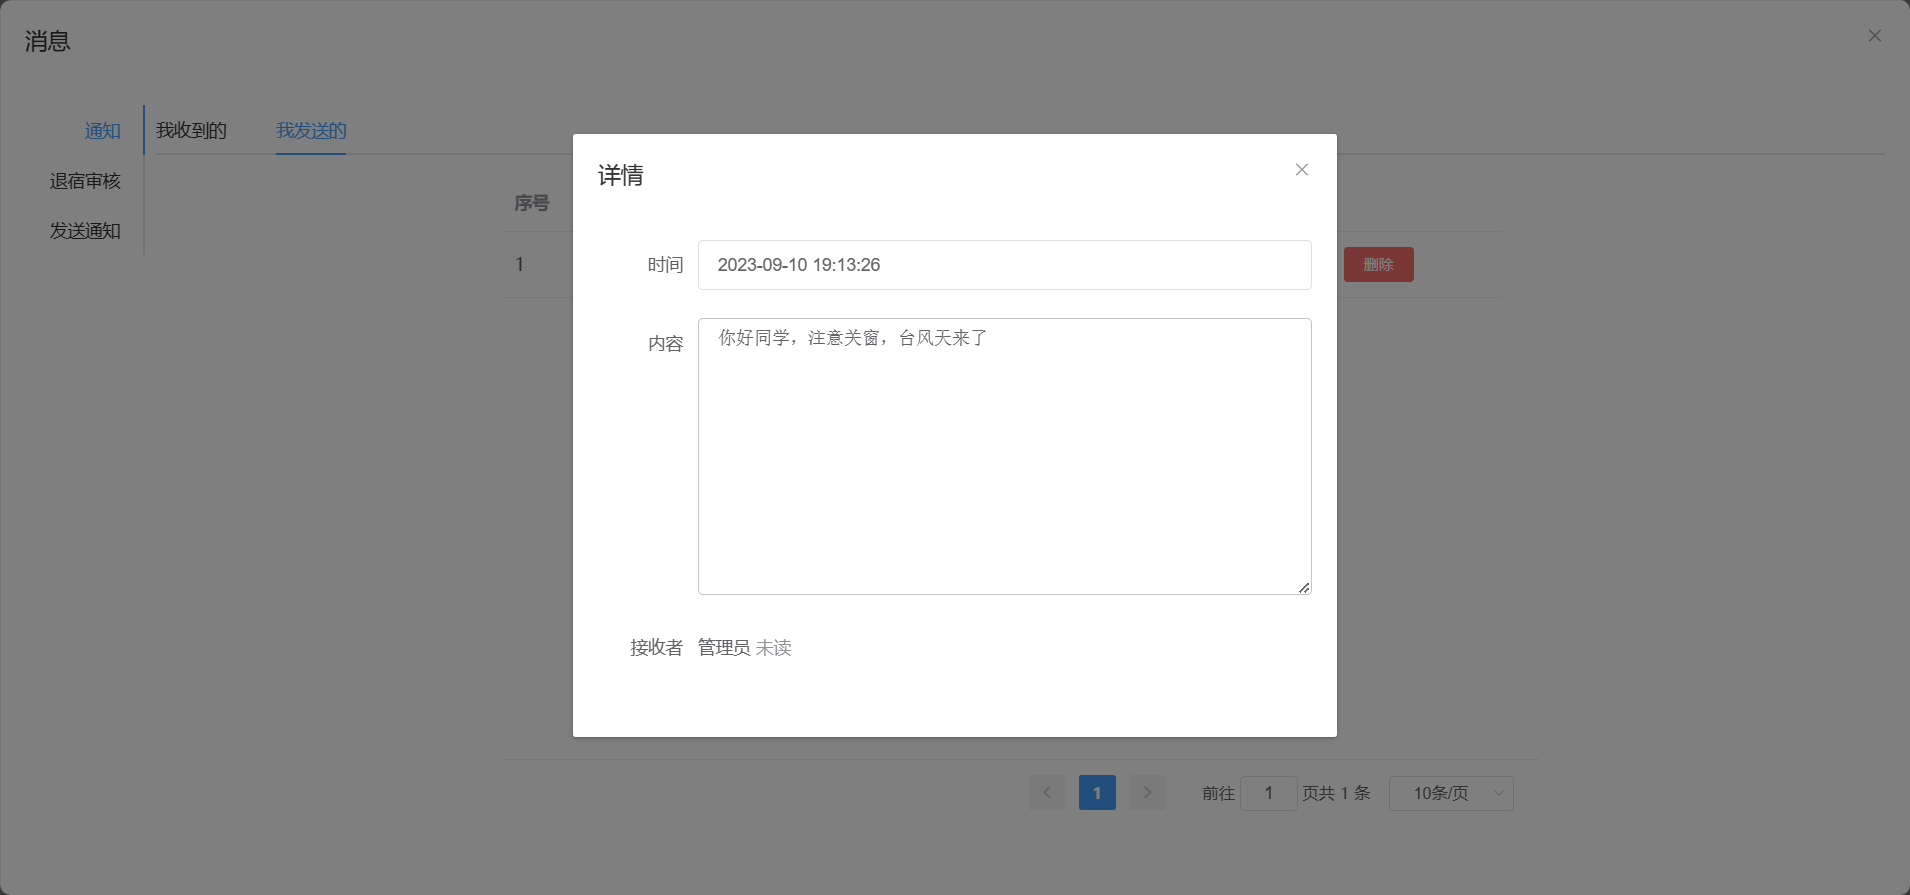 消息
通知
我收到的
我发送的
退宿审核
发送通知
序号
1
删除
详情
时间
2023-09-10 19:13:26
内容
你好同学，注意关窗，台风天来了
接收者 管理员 未读
1
前往 1 页共 1 条
10条/页